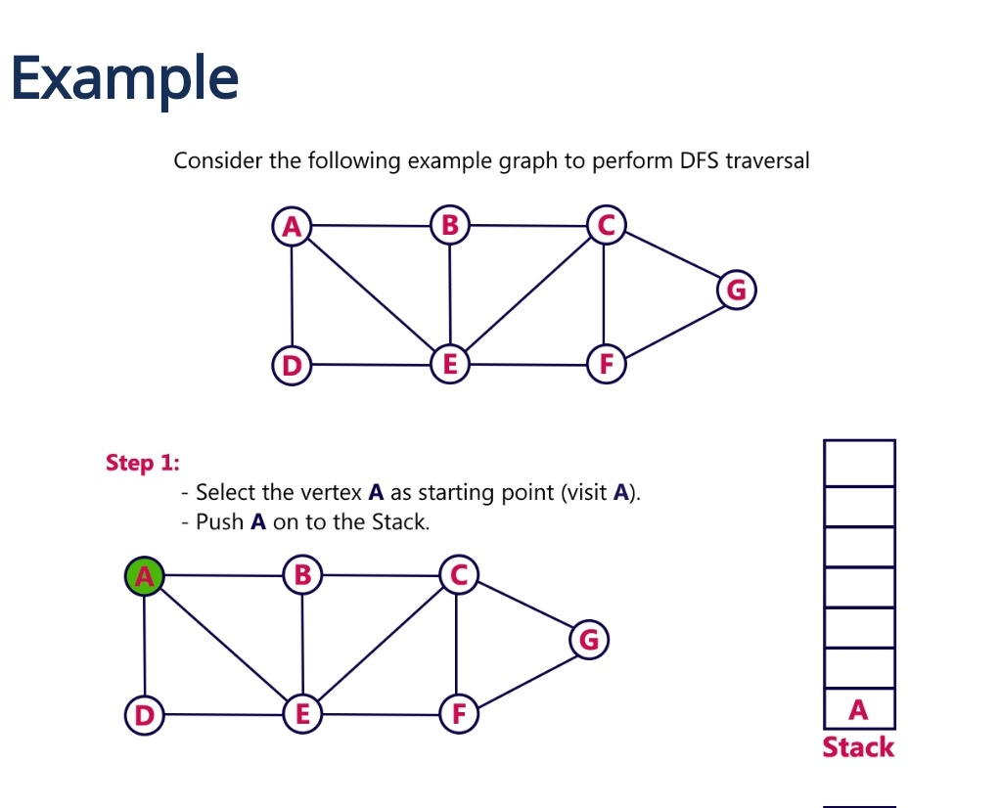 Example
Consider the following example graph to perform DFS traversal
A B C
G
D E F
Step 1:
- Select the vertex A as starting point (visit A).
- Push A on to the Stack.
A B C
G
D E F
A
Stack